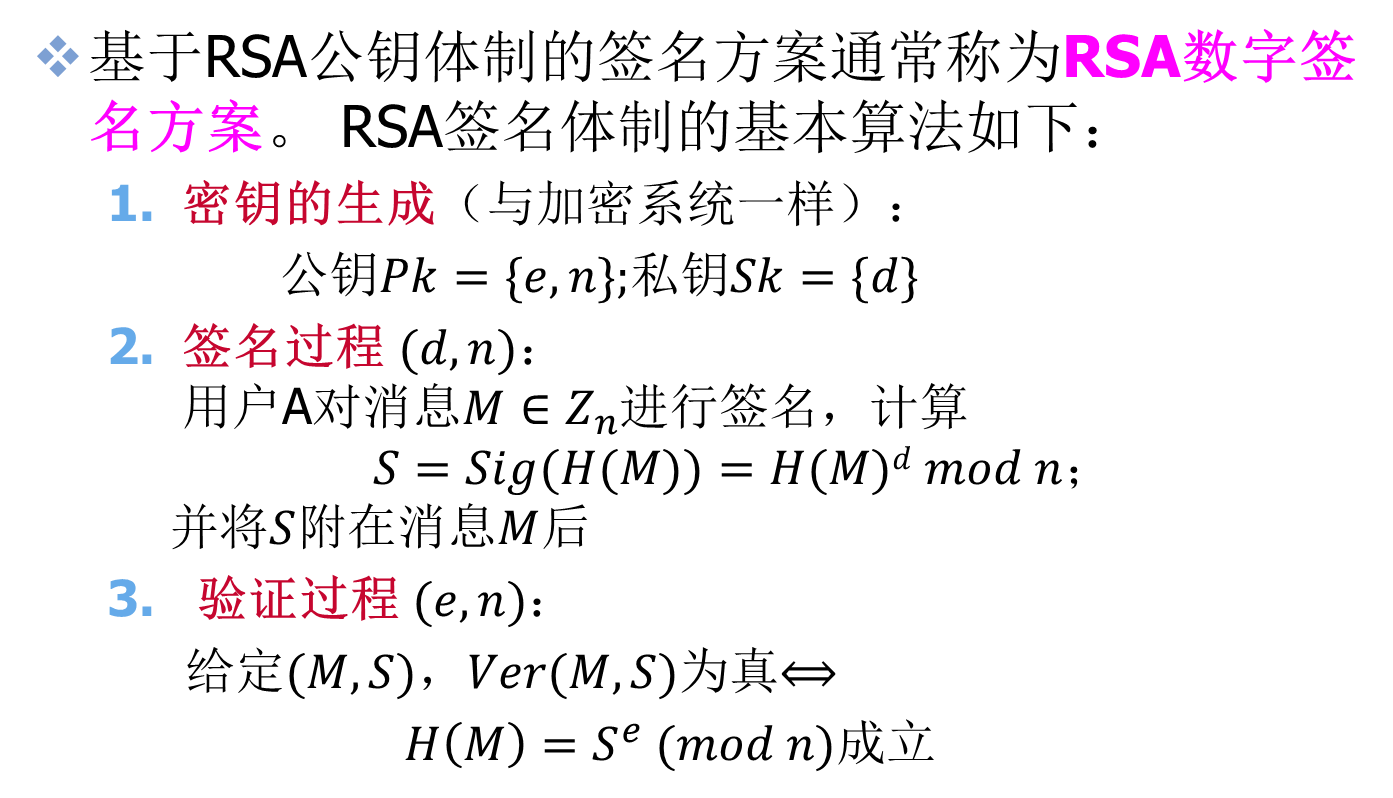 ❖基于RSA公钥体制的签名方案通常称为RSA数字签
名方案。 RSA签名体制的基本算法如下：
1. 密钥的生成（与加密系统一样）：
公钥𝑃𝑘 = {𝑒, 𝑛};私钥𝑆𝑘 = {𝑑}
2. 签名过程 (𝑑, 𝑛)：
用户A对消息𝑀 ∈ 𝑍ₙ进行签名，计算
𝑆 = 𝑆𝑖𝑔(𝐻(𝑀)) = 𝐻(𝑀)ᵈ 𝑚𝑜𝑑 𝑛；
并将𝑆附在消息𝑀后
3. 验证过程 (𝑒, 𝑛)：
给定(𝑀, 𝑆)，𝑉𝑒𝑟(𝑀, 𝑆)为真⟺
𝐻(𝑀) = 𝑆ᵉ (𝑚𝑜𝑑 𝑛)成立